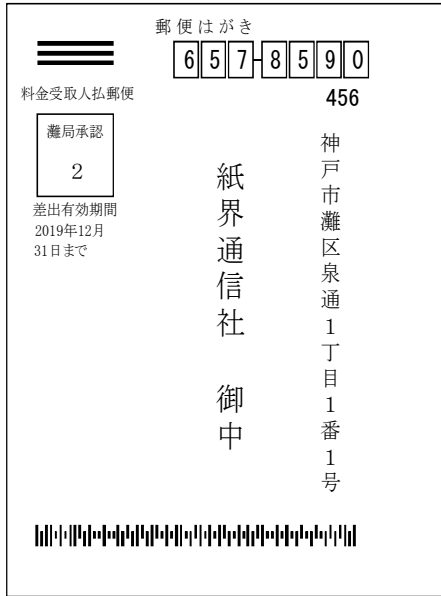 郵便はがき
657-8590
456
料金受取人払郵便
灘局承認
2
差出有効期間
2019年12月
31日まで
神戸市灘区泉通1丁目1番1号
紙界通信社 御中